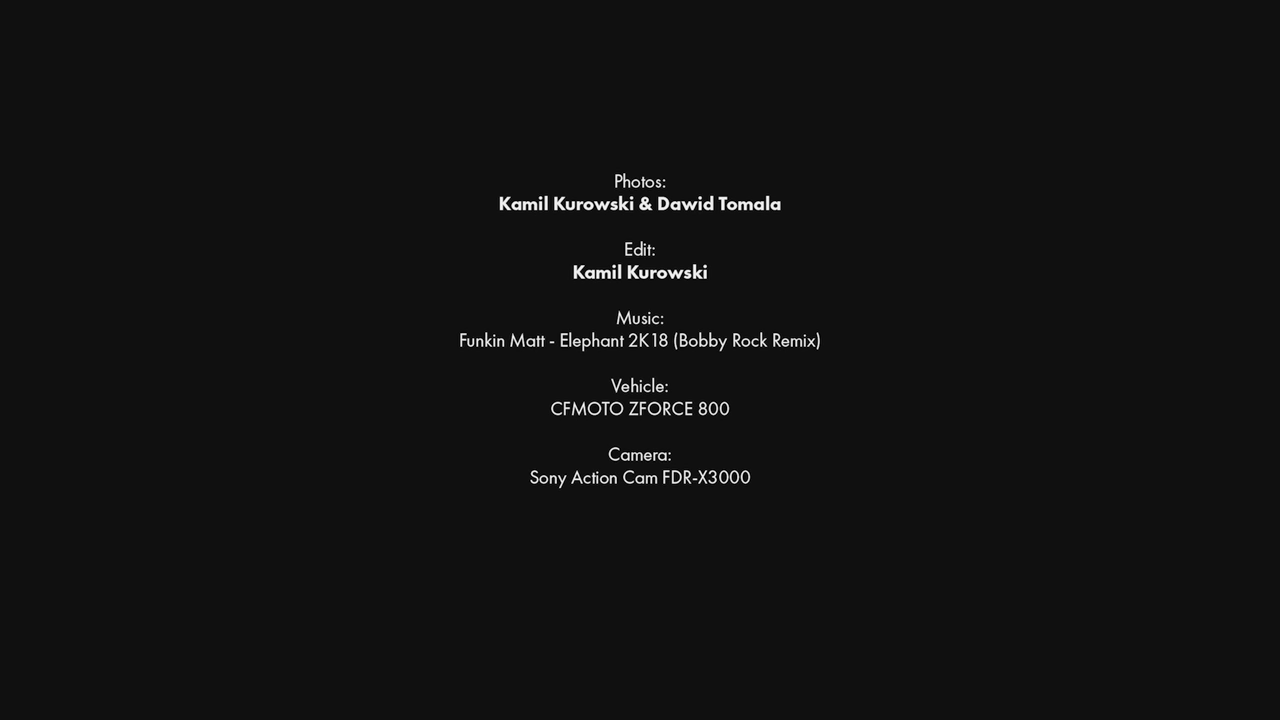 Photos:
Kamil Kurowski & Dawid Tomala
Edit:
Kamil Kurowski
Music:
Funkin Matt - Elephant 2K18 (Bobby Rock Remix)
Vehicle:
CFMOTO ZFORCE 800
Camera:
Sony Action Cam FDR-X3000